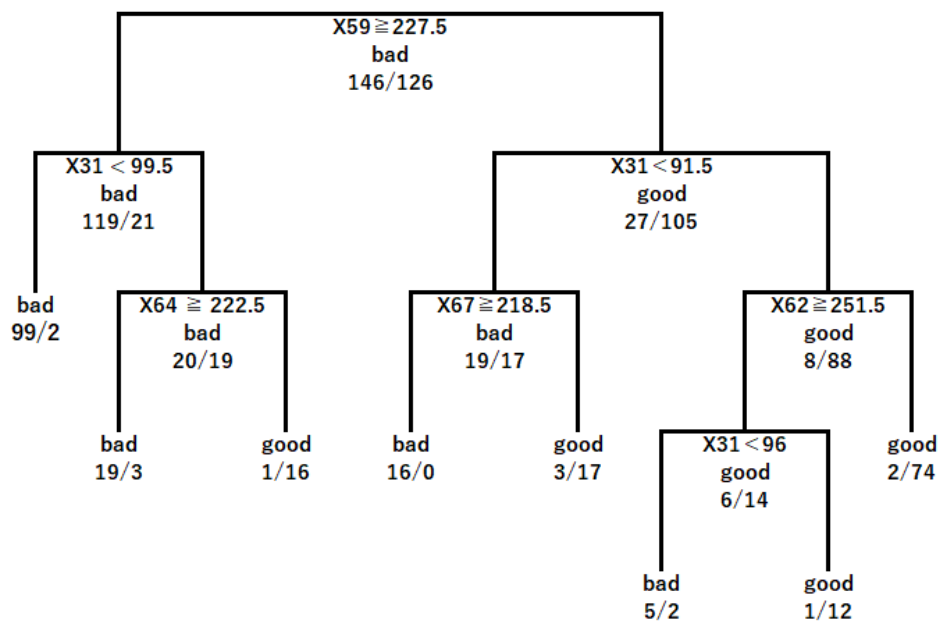 X59≧227.5
bad
146/126
X31 < 99.5
bad
119/21
X31<91.5
good
27/105
bad
99/2
X64 ≧ 222.5
bad
20/19
X67≧218.5
bad
19/17
X62≧251.5
good
8/88
bad
19/3
good
1/16
bad
16/0
good
3/17
X31<96
good
6/14
good
2/74
bad
5/2
good
1/12